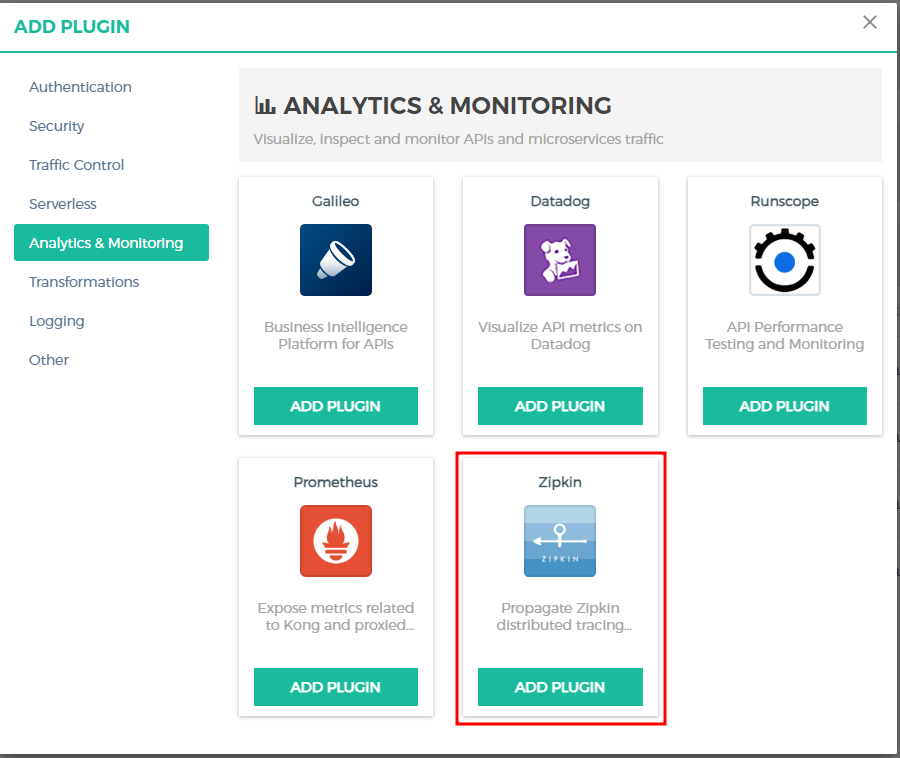 ADD PLUGIN
Authentication
Security
Traffic Control
Serverless
Analytics & Monitoring
Transformations
Logging
Other
ANALYTICS & MONITORING
Visualize, inspect and monitor APIs and microservices traffic
Galileo
Business Intelligence
Platform for APIs
ADD PLUGIN
Datadog
Visualize API metrics on
Datadog
ADD PLUGIN
Runscope
API Performance
Testing and Monitoring
ADD PLUGIN
Prometheus
Expose metrics related
to Kong and proxied...
ADD PLUGIN
Zipkin
ZIPKIN
Propagate Zipkin
distributed tracing...
ADD PLUGIN